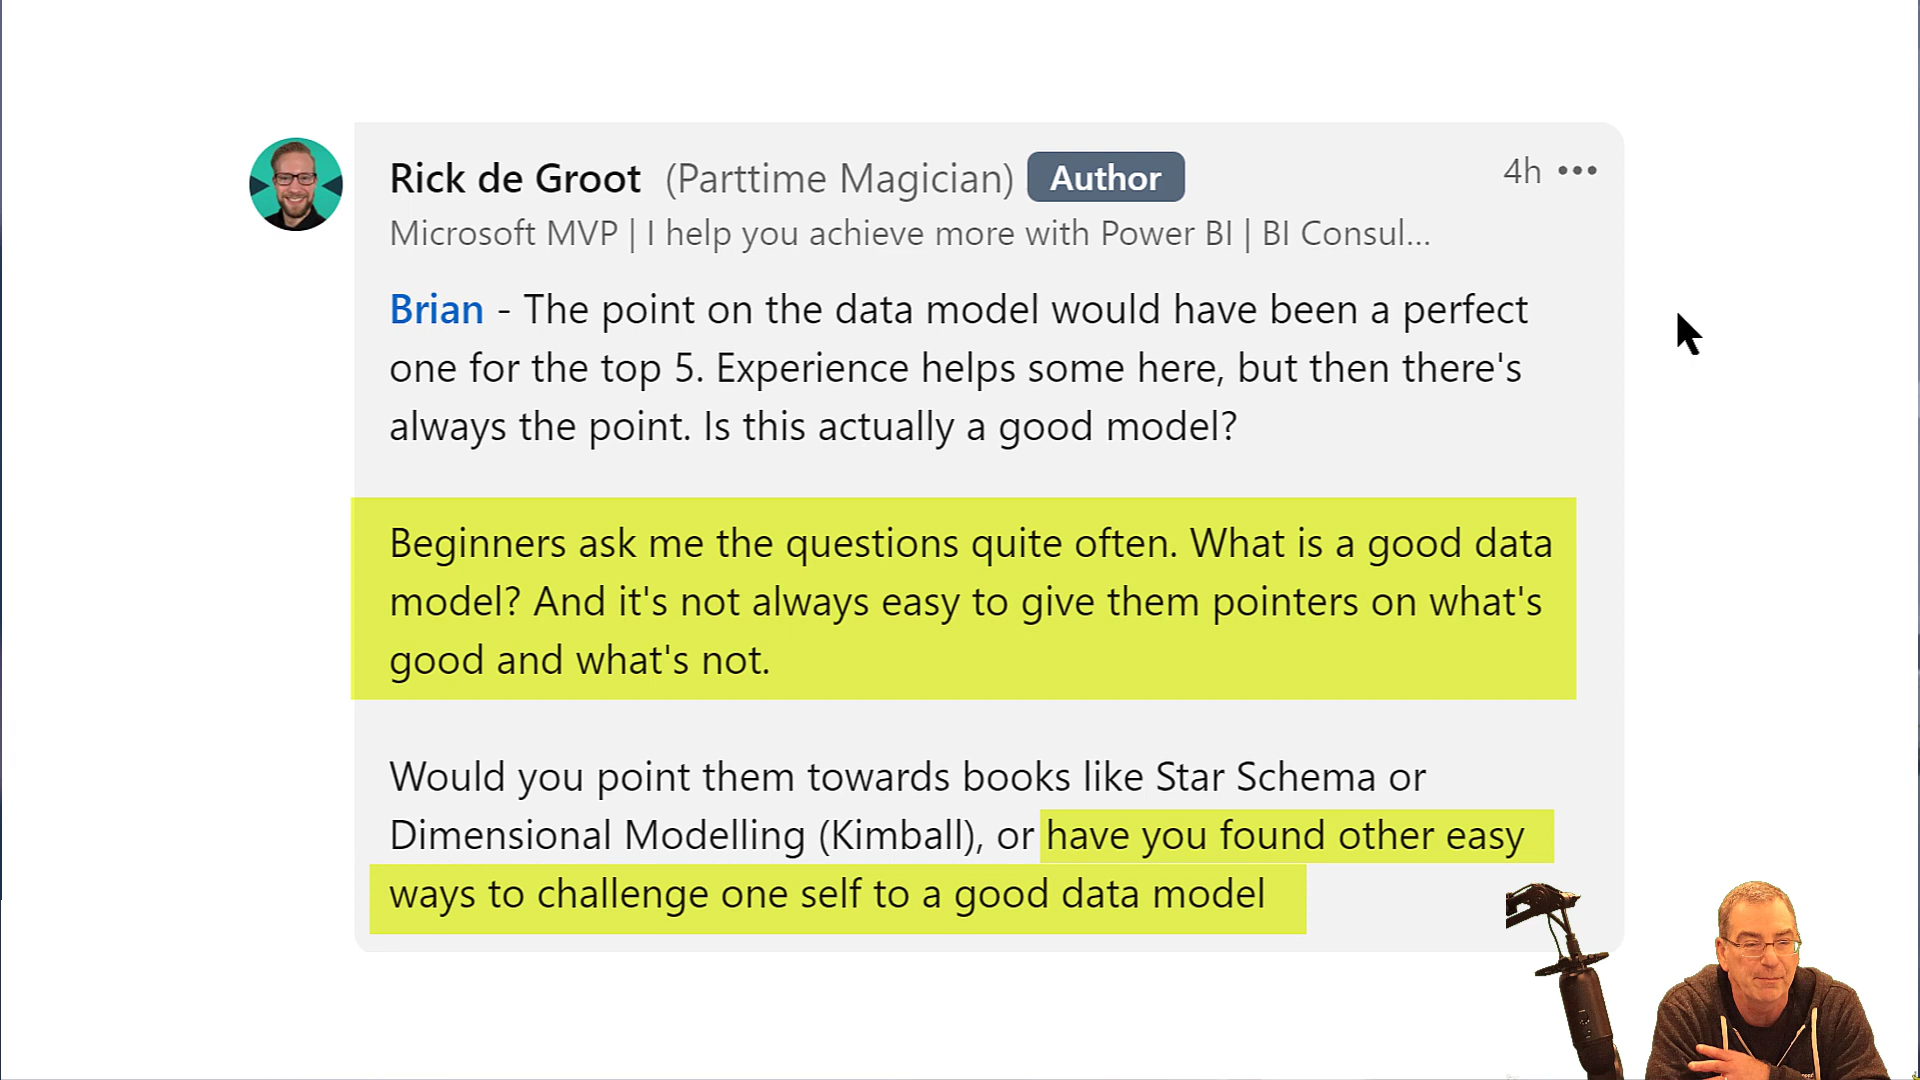 Rick de Groot (Parttime Magician) Author 4h •••
Microsoft MVP | I help you achieve more with Power BI | BI Consul...
Brian - The point on the data model would have been a perfect
one for the top 5. Experience helps some here, but then there's
always the point. Is this actually a good model?
Beginners ask me the questions quite often. What is a good data
model? And it's not always easy to give them pointers on what's
good and what's not.
Would you point them towards books like Star Schema or
Dimensional Modelling (Kimball), or have you found other easy
ways to challenge one self to a good data model